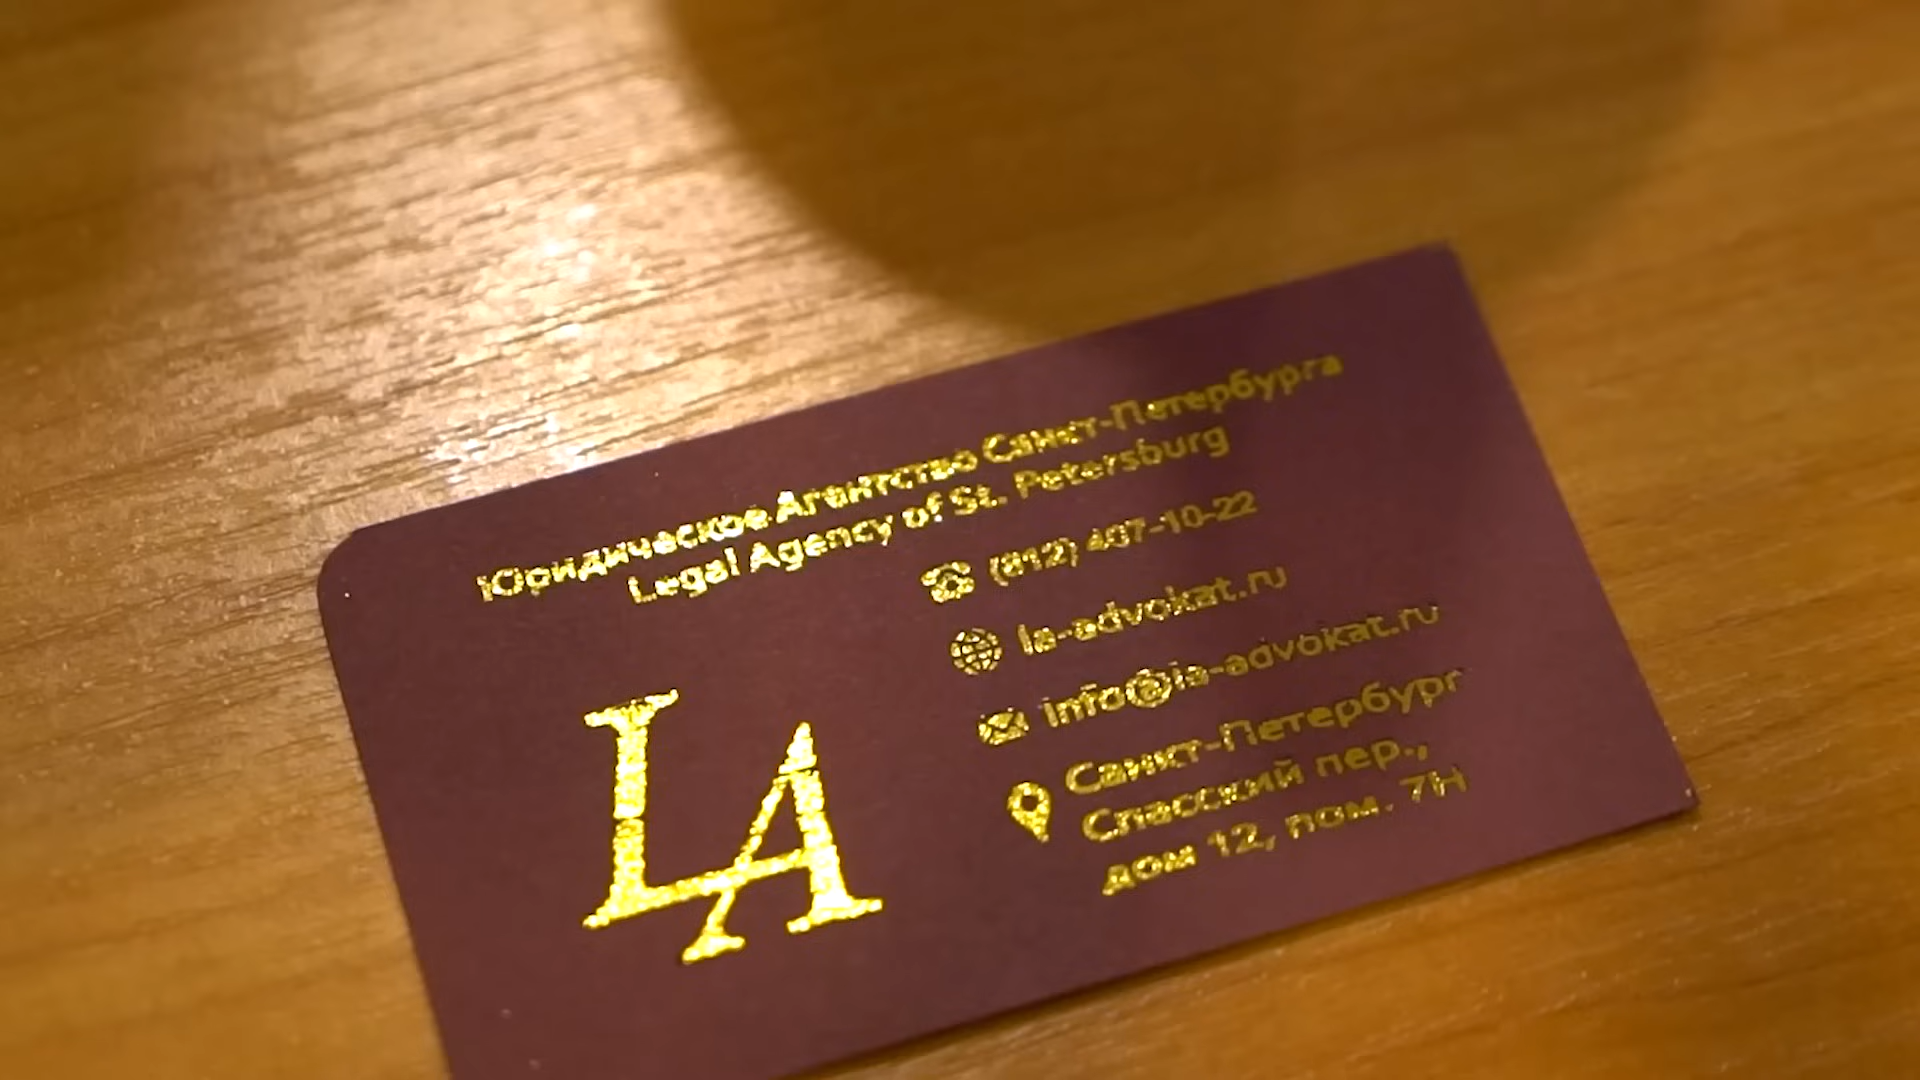 Юридическое Агентство Санкт-Петербурга
Legal Agency of St. Petersburg
(812) 407-10-22
la-advokat.ru
info@la-advokat.ru
Санкт-Петербург
Спасский пер.,
дом 12, пом. 7Н
LA